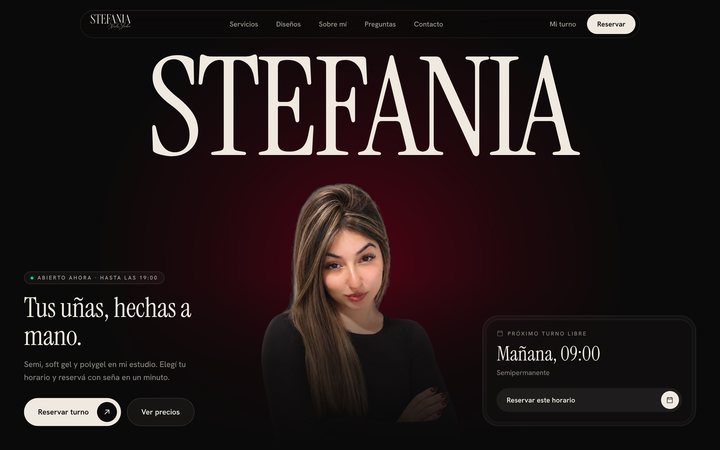 STEFANIA
Servicios
Diseños
Sobre mí
Preguntas
Contacto
Mi turno
Reservar
STEFANIA
ABIERTO AHORA · HASTA LAS 19:00
Tus uñas, hechas a
mano.
Semi, soft gel y polygel en mi estudio. Elegí tu
horario y reservá con seña en un minuto.
Reservar turno
Ver precios
PRÓXIMO TURNO LIBRE
Mañana, 09:00
Semipermanente
Reservar este horario